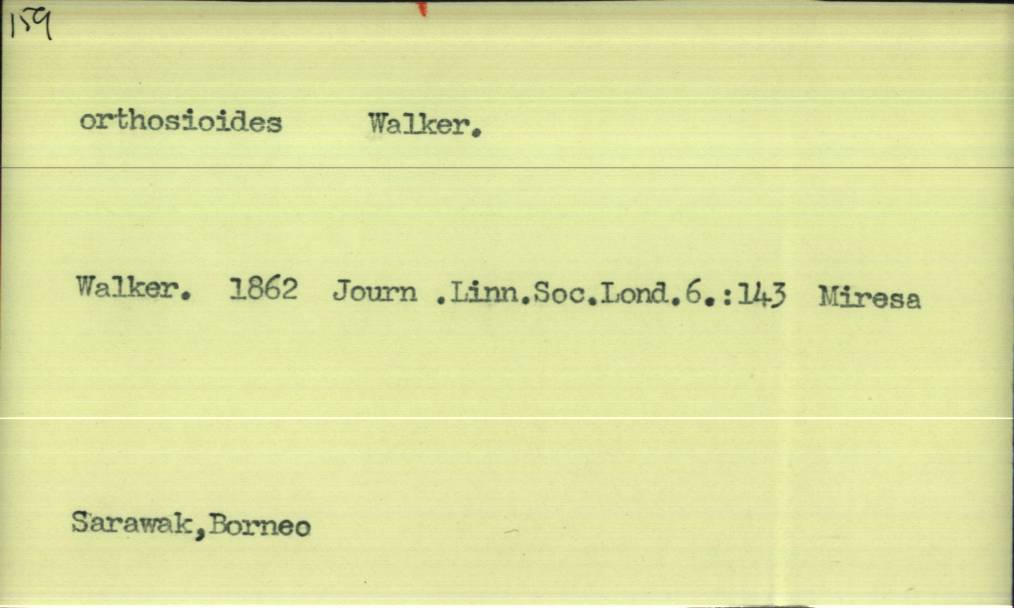 159
orthosioides Walker.
Walker. 1862 Journ .Linn.Soc.Lond.6.:143 Miresa
Sarawak,Borneo